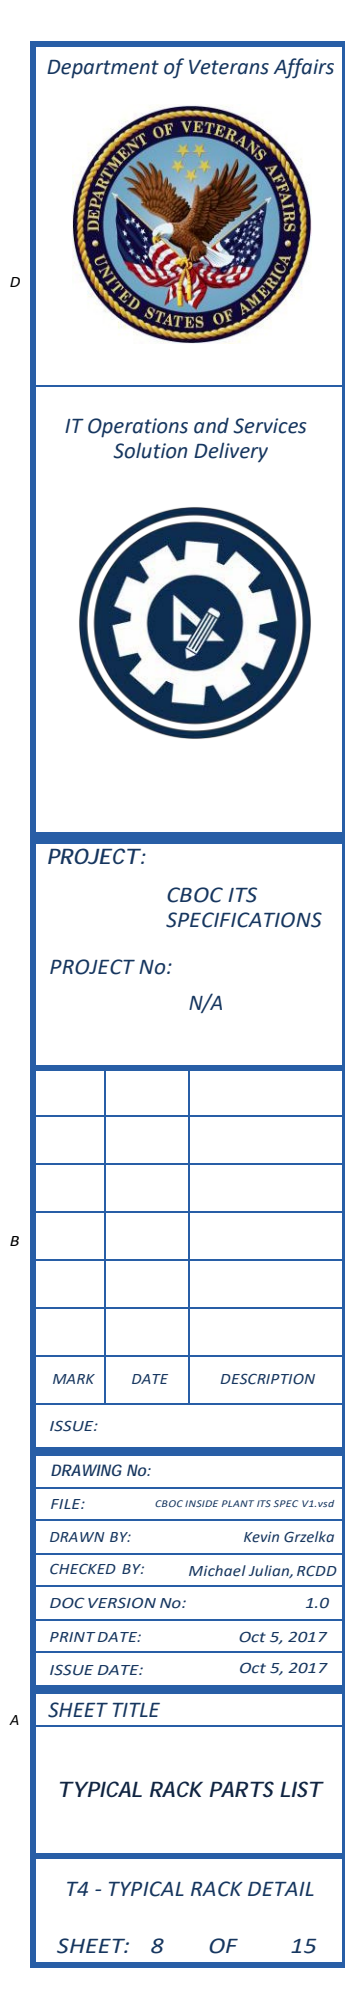 Department of Veterans Affairs
DEPARTMENT OF VETERANS AFFAIRS
UNITED STATES OF AMERICA
D
IT Operations and Services
Solution Delivery
PROJECT:
CBOC ITS
SPECIFICATIONS
PROJECT No:
N/A
B
MARK DATE DESCRIPTION
ISSUE:
DRAWING No:
FILE: CBOC INSIDE PLANT ITS SPEC V1.vsd
DRAWN BY: Kevin Grzelka
CHECKED BY: Michael Julian, RCDD
DOC VERSION No: 1.0
PRINT DATE: Oct 5, 2017
ISSUE DATE: Oct 5, 2017
SHEET TITLE
A
TYPICAL RACK PARTS LIST
T4 - TYPICAL RACK DETAIL
SHEET: 8 OF 15